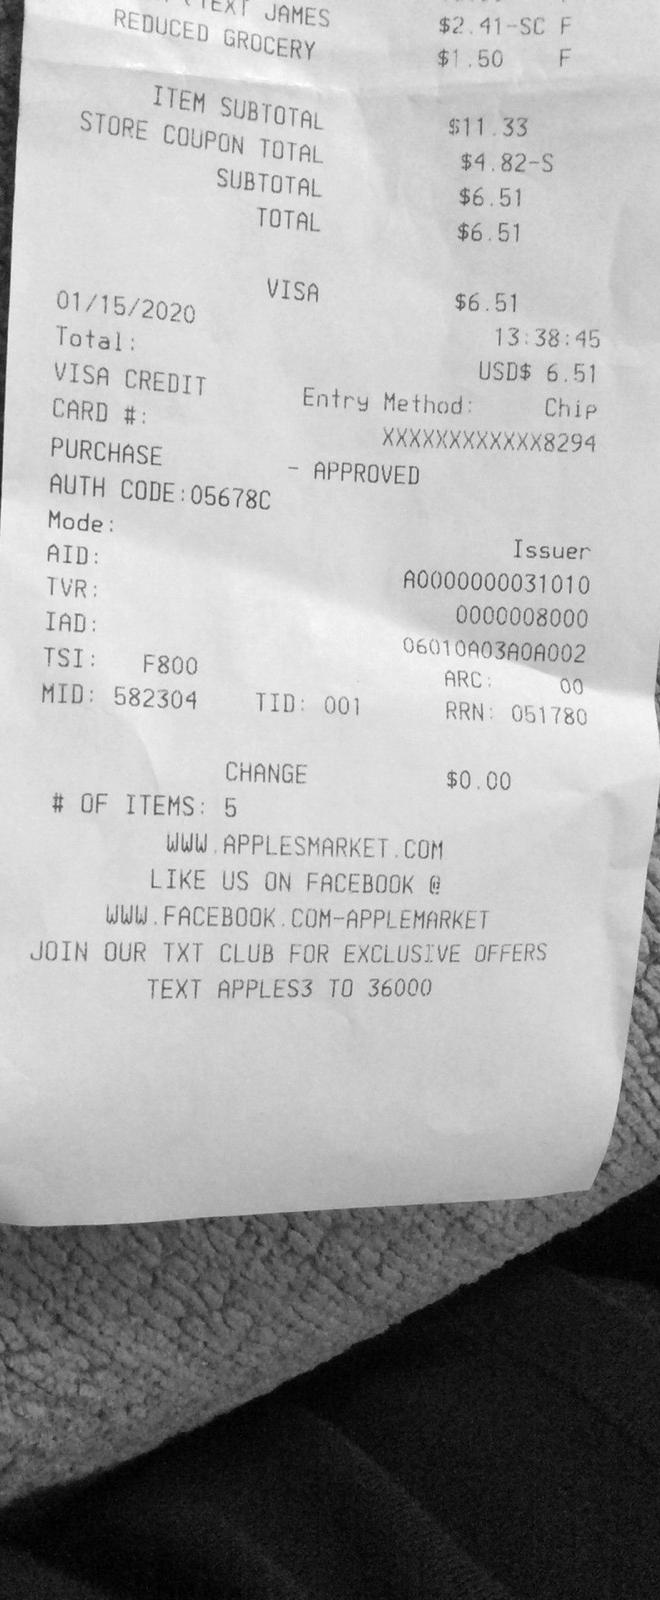 TEXT JAMES $2.41-SC F
REDUCED GROCERY $1.50 F
ITEM SUBTOTAL $11.33
STORE COUPON TOTAL $4.82-S
SUBTOTAL $6.51
TOTAL $6.51
VISA $6.51
01/15/2020 13:38:45
Total: USD$ 6.51
VISA CREDIT Entry Method: Chip
CARD #: XXXXXXXXXXXX8294
PURCHASE - APPROVED
AUTH CODE:05678C
Mode: Issuer
AID: A0000000031010
TVR: 0000008000
IAD: 06010A03A0A002
TSI: F800 ARC: 00
MID: 582304 TID: 001 RRN: 051780
CHANGE $0.00
# OF ITEMS: 5
WWW.APPLESMARKET.COM
LIKE US ON FACEBOOK @
WWW.FACEBOOK.COM-APPLEMARKET
JOIN OUR TXT CLUB FOR EXCLUSIVE OFFERS
TEXT APPLES3 TO 36000